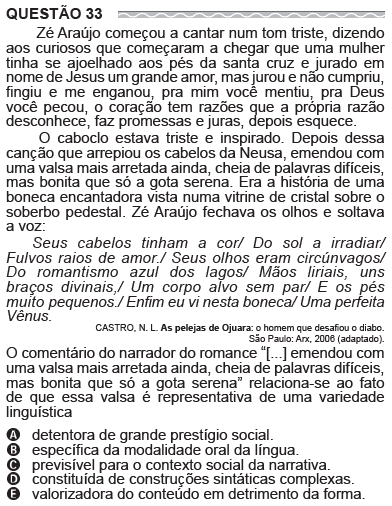 QUESTÃO 33
Zé Araújo começou a cantar num tom triste, dizendo
aos curiosos que começaram a chegar que uma mulher
tinha se ajoelhado aos pés da santa cruz e jurado em
nome de Jesus um grande amor, mas jurou e não cumpriu,
fingiu e me enganou, pra mim você mentiu, pra Deus
você pecou, o coração tem razões que a própria razão
desconhece, faz promessas e juras, depois esquece.
O caboclo estava triste e inspirado. Depois dessa
canção que arrepiou os cabelos da Neusa, emendou com
uma valsa mais arretada ainda, cheia de palavras difíceis,
mas bonita que só a gota serena. Era a história de uma
boneca encantadora vista numa vitrine de cristal sobre o
soberbo pedestal. Zé Araújo fechava os olhos e soltava
a voz:
Seus cabelos tinham a cor/ Do sol a irradiar/
Fulvos raios de amor./ Seus olhos eram circúnvagos/
Do romantismo azul dos lagos/ Mãos liriais, uns
braços divinais,/ Um corpo alvo sem par/ E os pés
muito pequenos./ Enfim eu vi nesta boneca/ Uma perfeita
Vênus.
CASTRO, N. L. As pelejas de Ojuara: o homem que desafiou o diabo.
São Paulo: Arx, 2006 (adaptado).
O comentário do narrador do romance “[...] emendou com
uma valsa mais arretada ainda, cheia de palavras difíceis,
mas bonita que só a gota serena” relaciona-se ao fato
de que essa valsa é representativa de uma variedade
linguística
A detentora de grande prestígio social.
B específica da modalidade oral da língua.
C previsível para o contexto social da narrativa.
D constituída de construções sintáticas complexas.
E valorizadora do conteúdo em detrimento da forma.